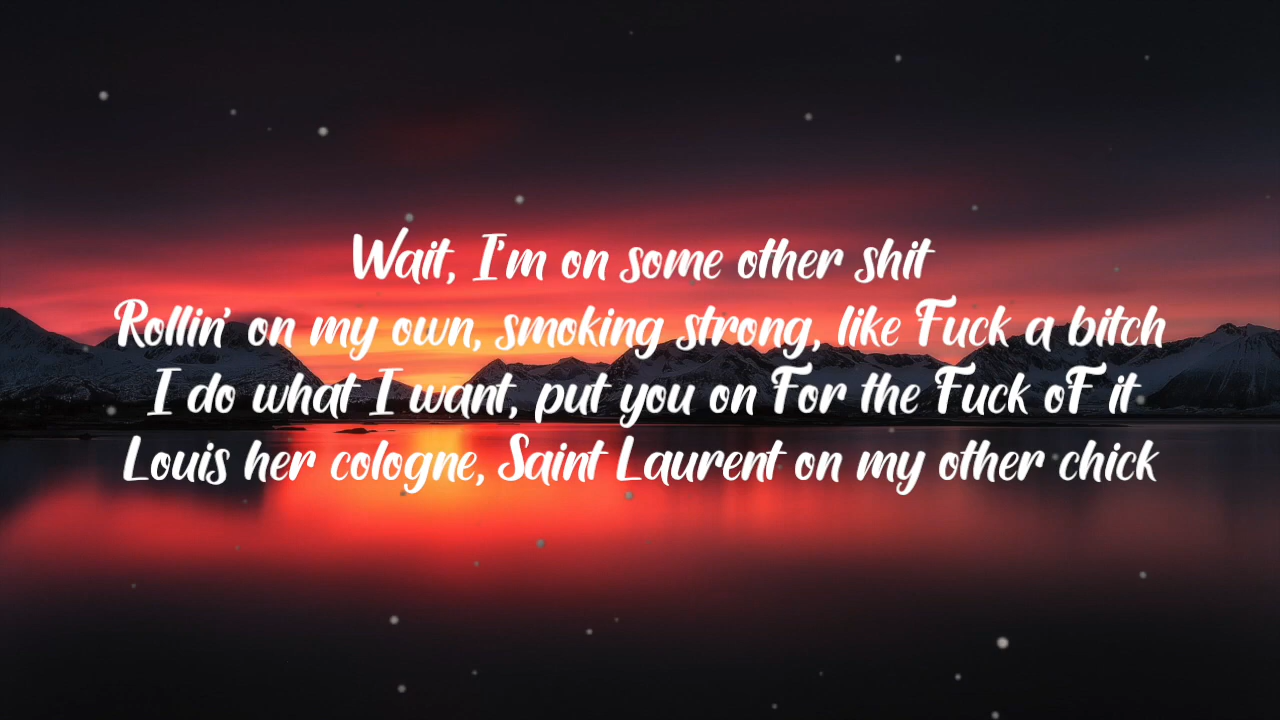 Wait, I'm on some other shit
Rollin' on my own, smoking strong, like Fuck a bitch
I do what I want, put you on For the Fuck oF it
Louis her cologne, Saint Laurent on my other chick